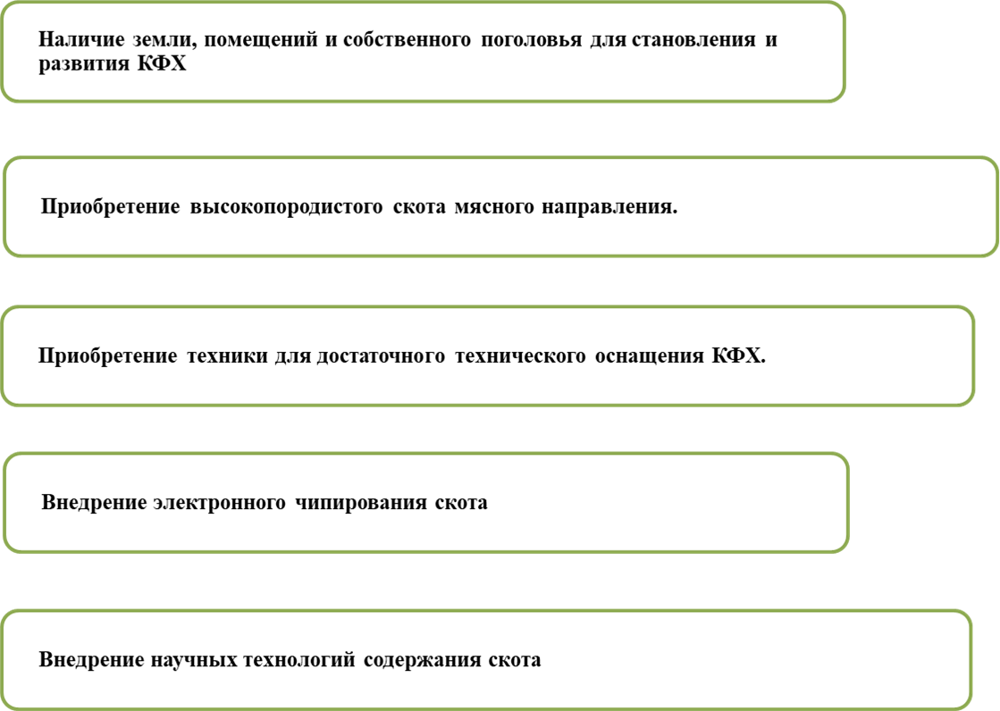 Наличие земли, помещений и собственного поголовья для становления и
развития КФХ
Приобретение высокопородистого скота мясного направления.
Приобретение техники для достаточного технического оснащения КФХ.
Внедрение электронного чипирования скота
Внедрение научных технологий содержания скота